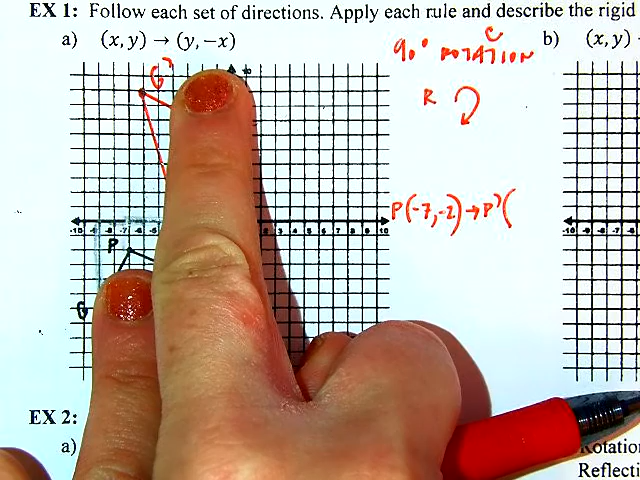 EX 1: Follow each set of directions. Apply each rule and describe the rigid
a) (x, y) → (y, −x)
90° ROTATION
b) (x, y)
G'
R
P(-7,-2)→P'(
P
G
EX 2:
a)
Rotation
Reflecti